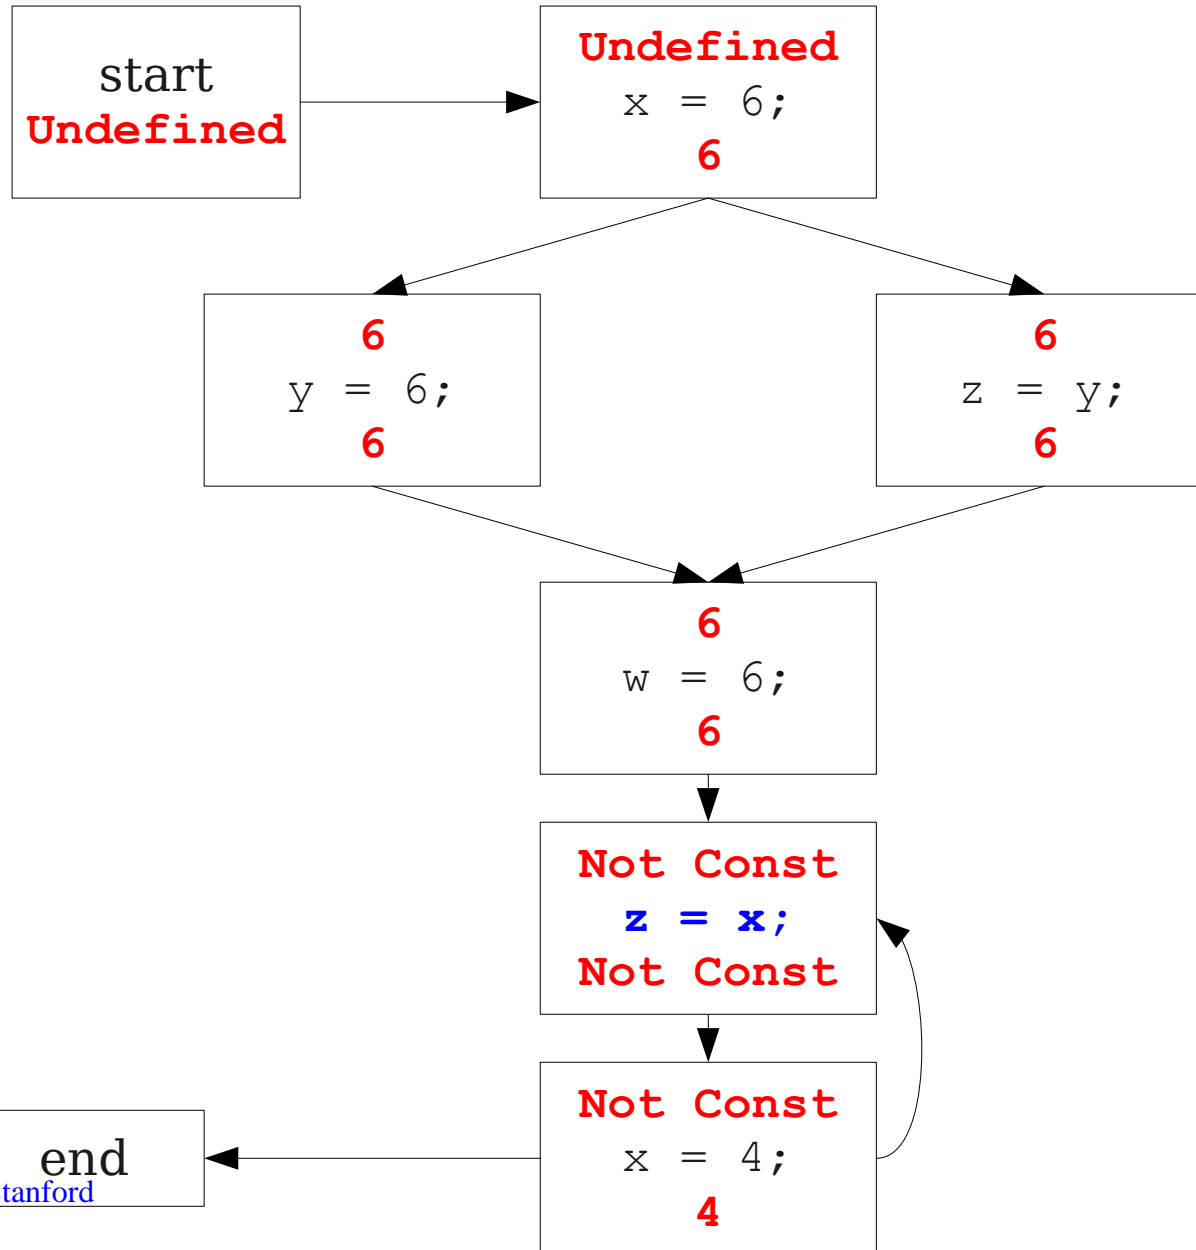 start
Undefined
Undefined
x = 6;
6
6
y = 6;
6
6
z = y;
6
6
w = 6;
6
Not Const
z = x;
Not Const
Not Const
x = 4;
4
end